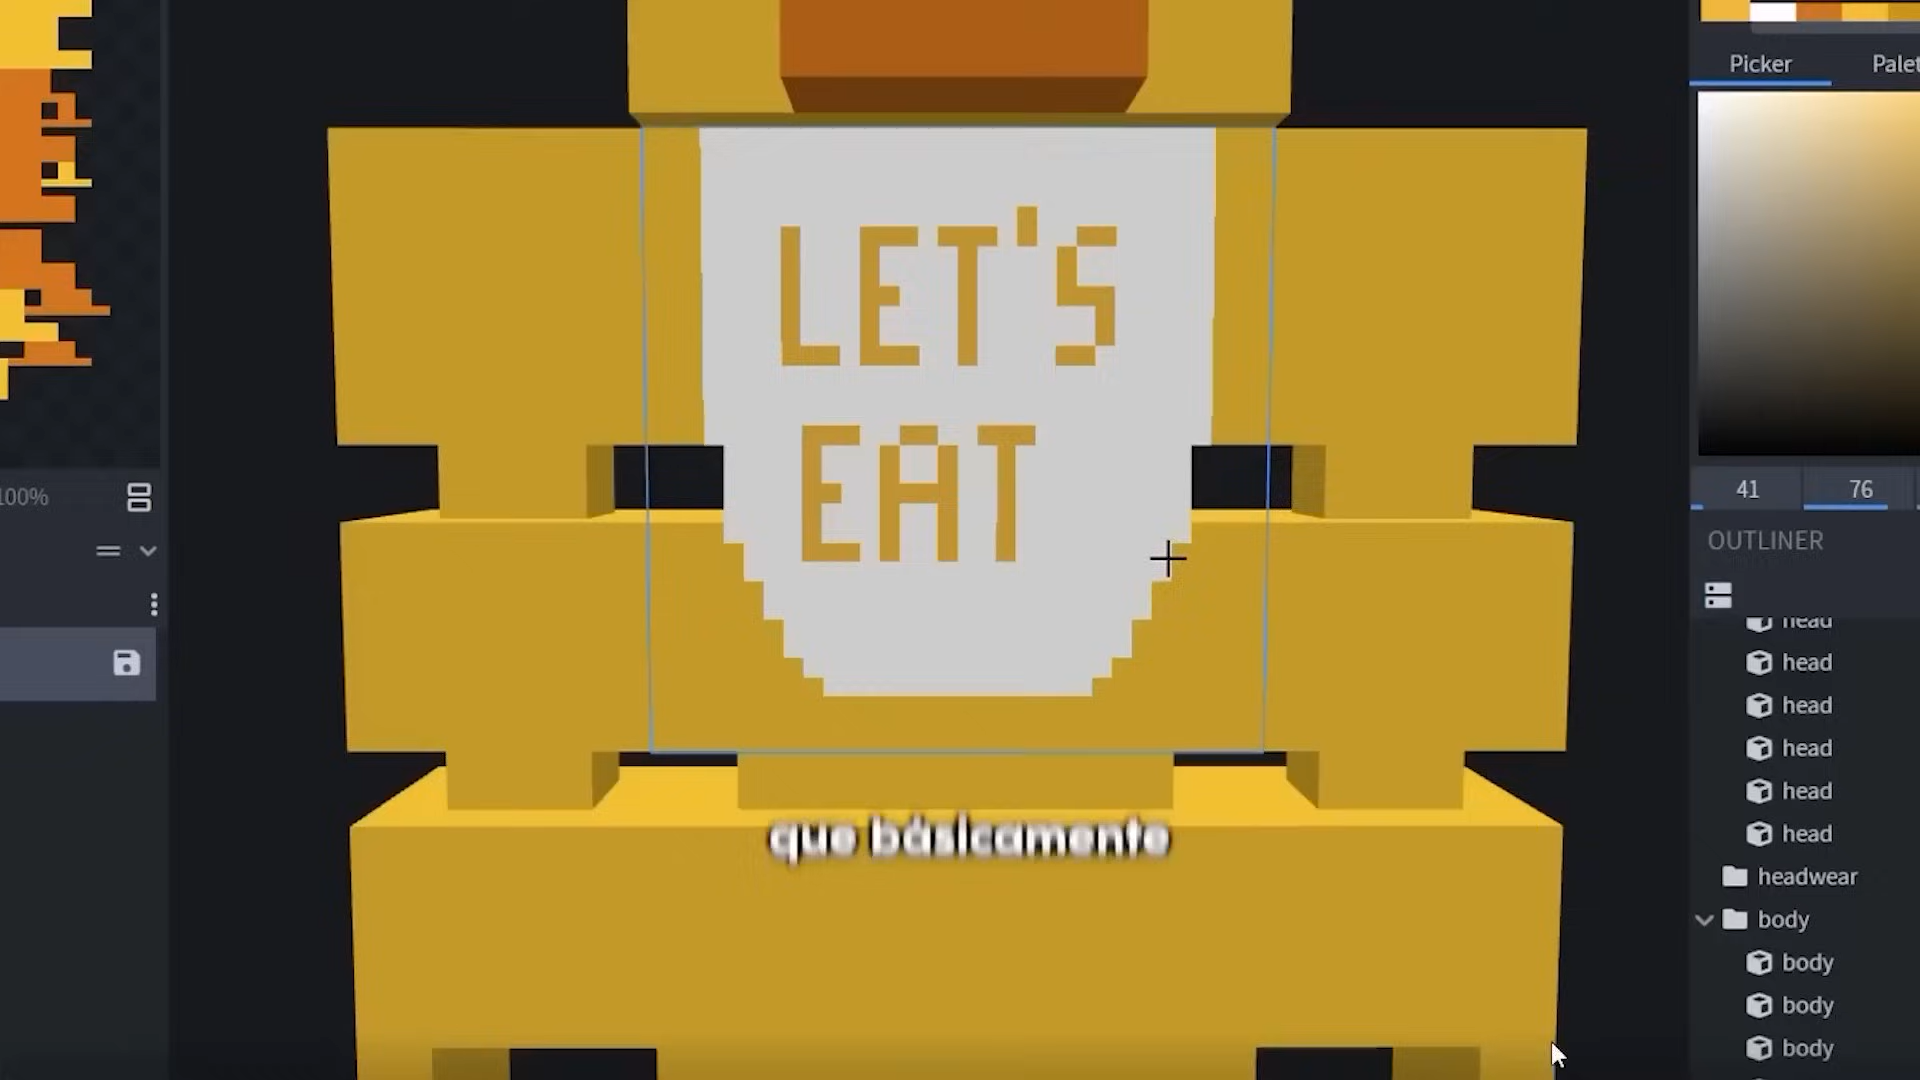 Picker
100%
41
76
OUTLINER
head
head
head
head
head
head
headwear
body
body
body
body
LET'S
EAT
que básicamente